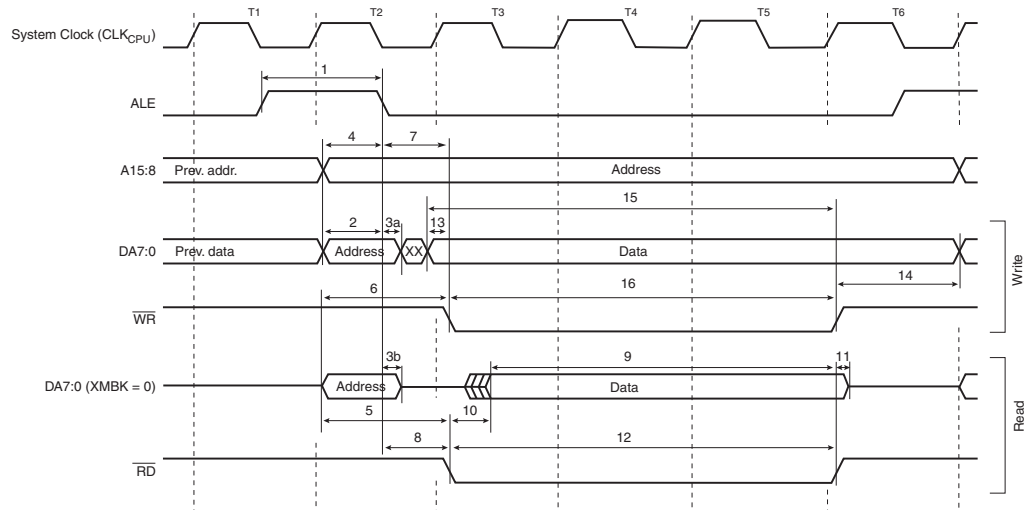 T1 T2 T3 T4 T5 T6
System Clock (CLKCPU)
1
ALE
4 7
A15:8 Prev. addr. Address
15
2 3a 13
DA7:0 Prev. data Address XX Data
14
6 16
WR
Write
3b 9 11
DA7:0 (XMBK = 0) Address Data
5 10
8 12
RD
Read